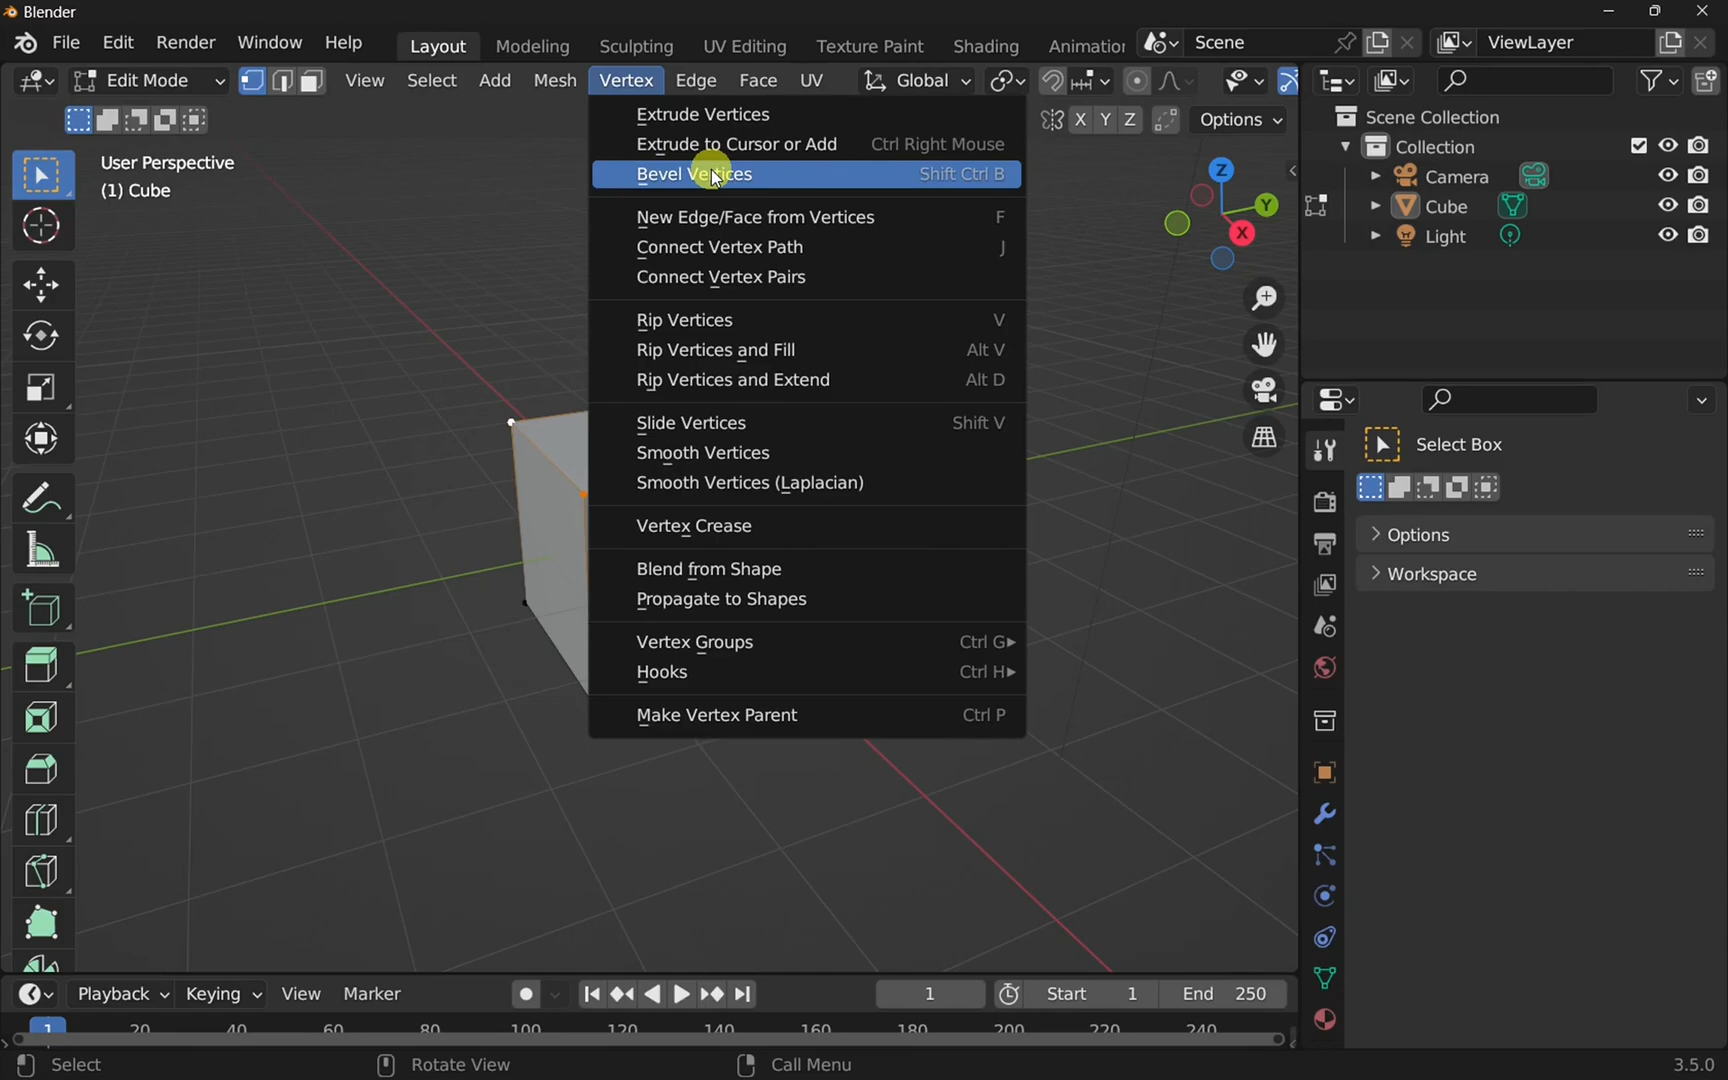 Blender
File Edit Render Window Help Layout Modeling Sculpting UV Editing Texture Paint Shading Animation Scene ViewLayer
Edit Mode View Select Add Mesh Vertex Edge Face UV Global
X Y Z Options
User Perspective
(1) Cube
Extrude Vertices
Extrude to Cursor or Add Ctrl Right Mouse
Bevel Vertices Shift Ctrl B
New Edge/Face from Vertices F
Connect Vertex Path J
Connect Vertex Pairs
Rip Vertices V
Rip Vertices and Fill Alt V
Rip Vertices and Extend Alt D
Slide Vertices Shift V
Smooth Vertices
Smooth Vertices (Laplacian)
Vertex Crease
Blend from Shape
Propagate to Shapes
Vertex Groups Ctrl G
Hooks Ctrl H
Make Vertex Parent Ctrl P
Z
Y
X
Scene Collection
Collection
Camera
Cube
Light
Select Box
Options
Workspace
Playback Keying View Marker 1 Start 1 End 250
1 20 40 60 80 100 120 140 160 180 200 220 240
Select Rotate View Call Menu 3.5.0